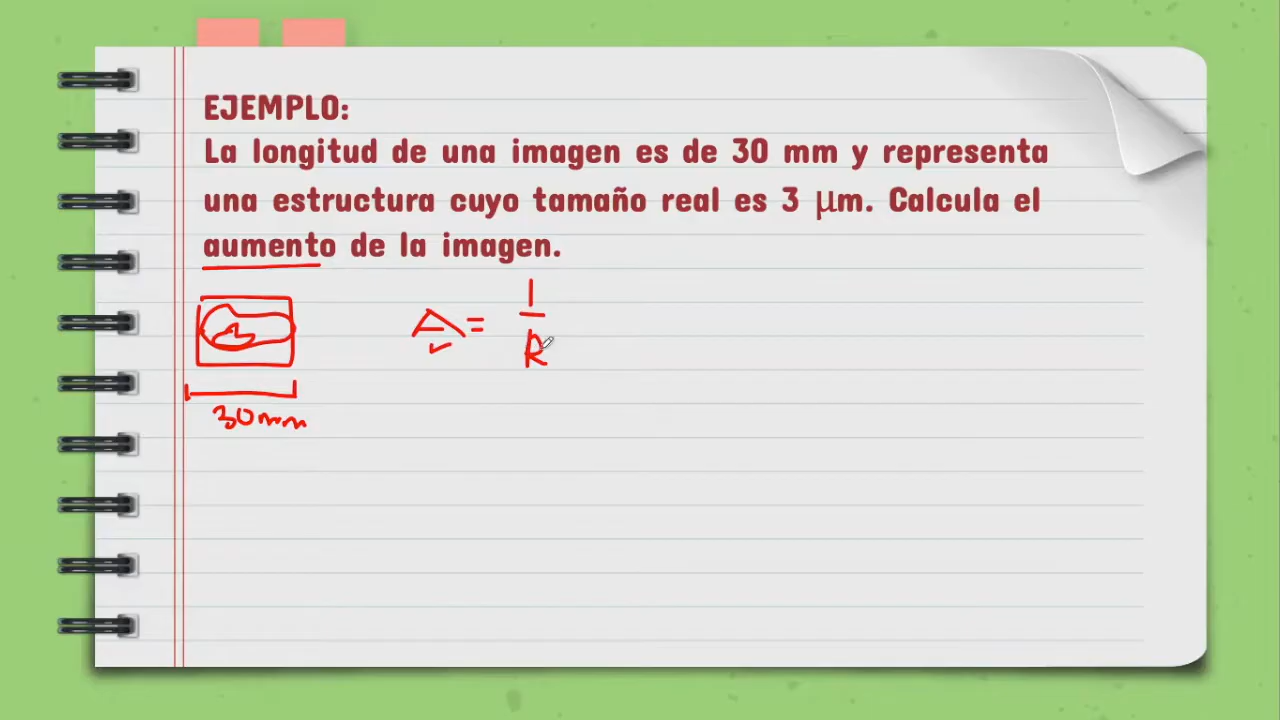 EJEMPLO:
La longitud de una imagen es de 30 mm y representa
una estructura cuyo tamaño real es 3 μm. Calcula el
aumento de la imagen.
A = I
R
30mm